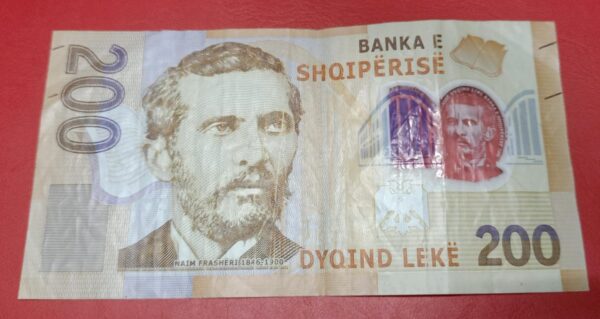 200
BANKA E
SHQIPËRISË
NAIM FRASHËRI 1846-1900
DYQIND LEKË 200